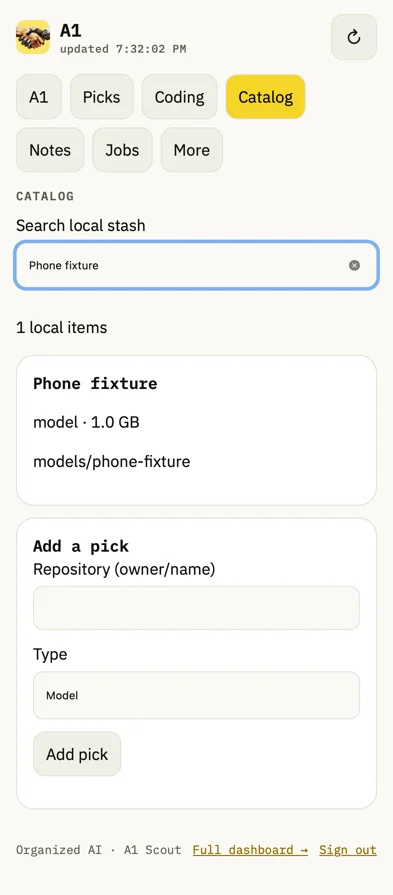 A1
updated 7:32:02 PM
↻
A1 Picks Coding Catalog
Notes Jobs More
CATALOG
Search local stash
Phone fixture
1 local items
Phone fixture
model · 1.0 GB
models/phone-fixture
Add a pick
Repository (owner/name)
Type
Model
Add pick
Organized AI · A1 Scout Full dashboard → Sign out